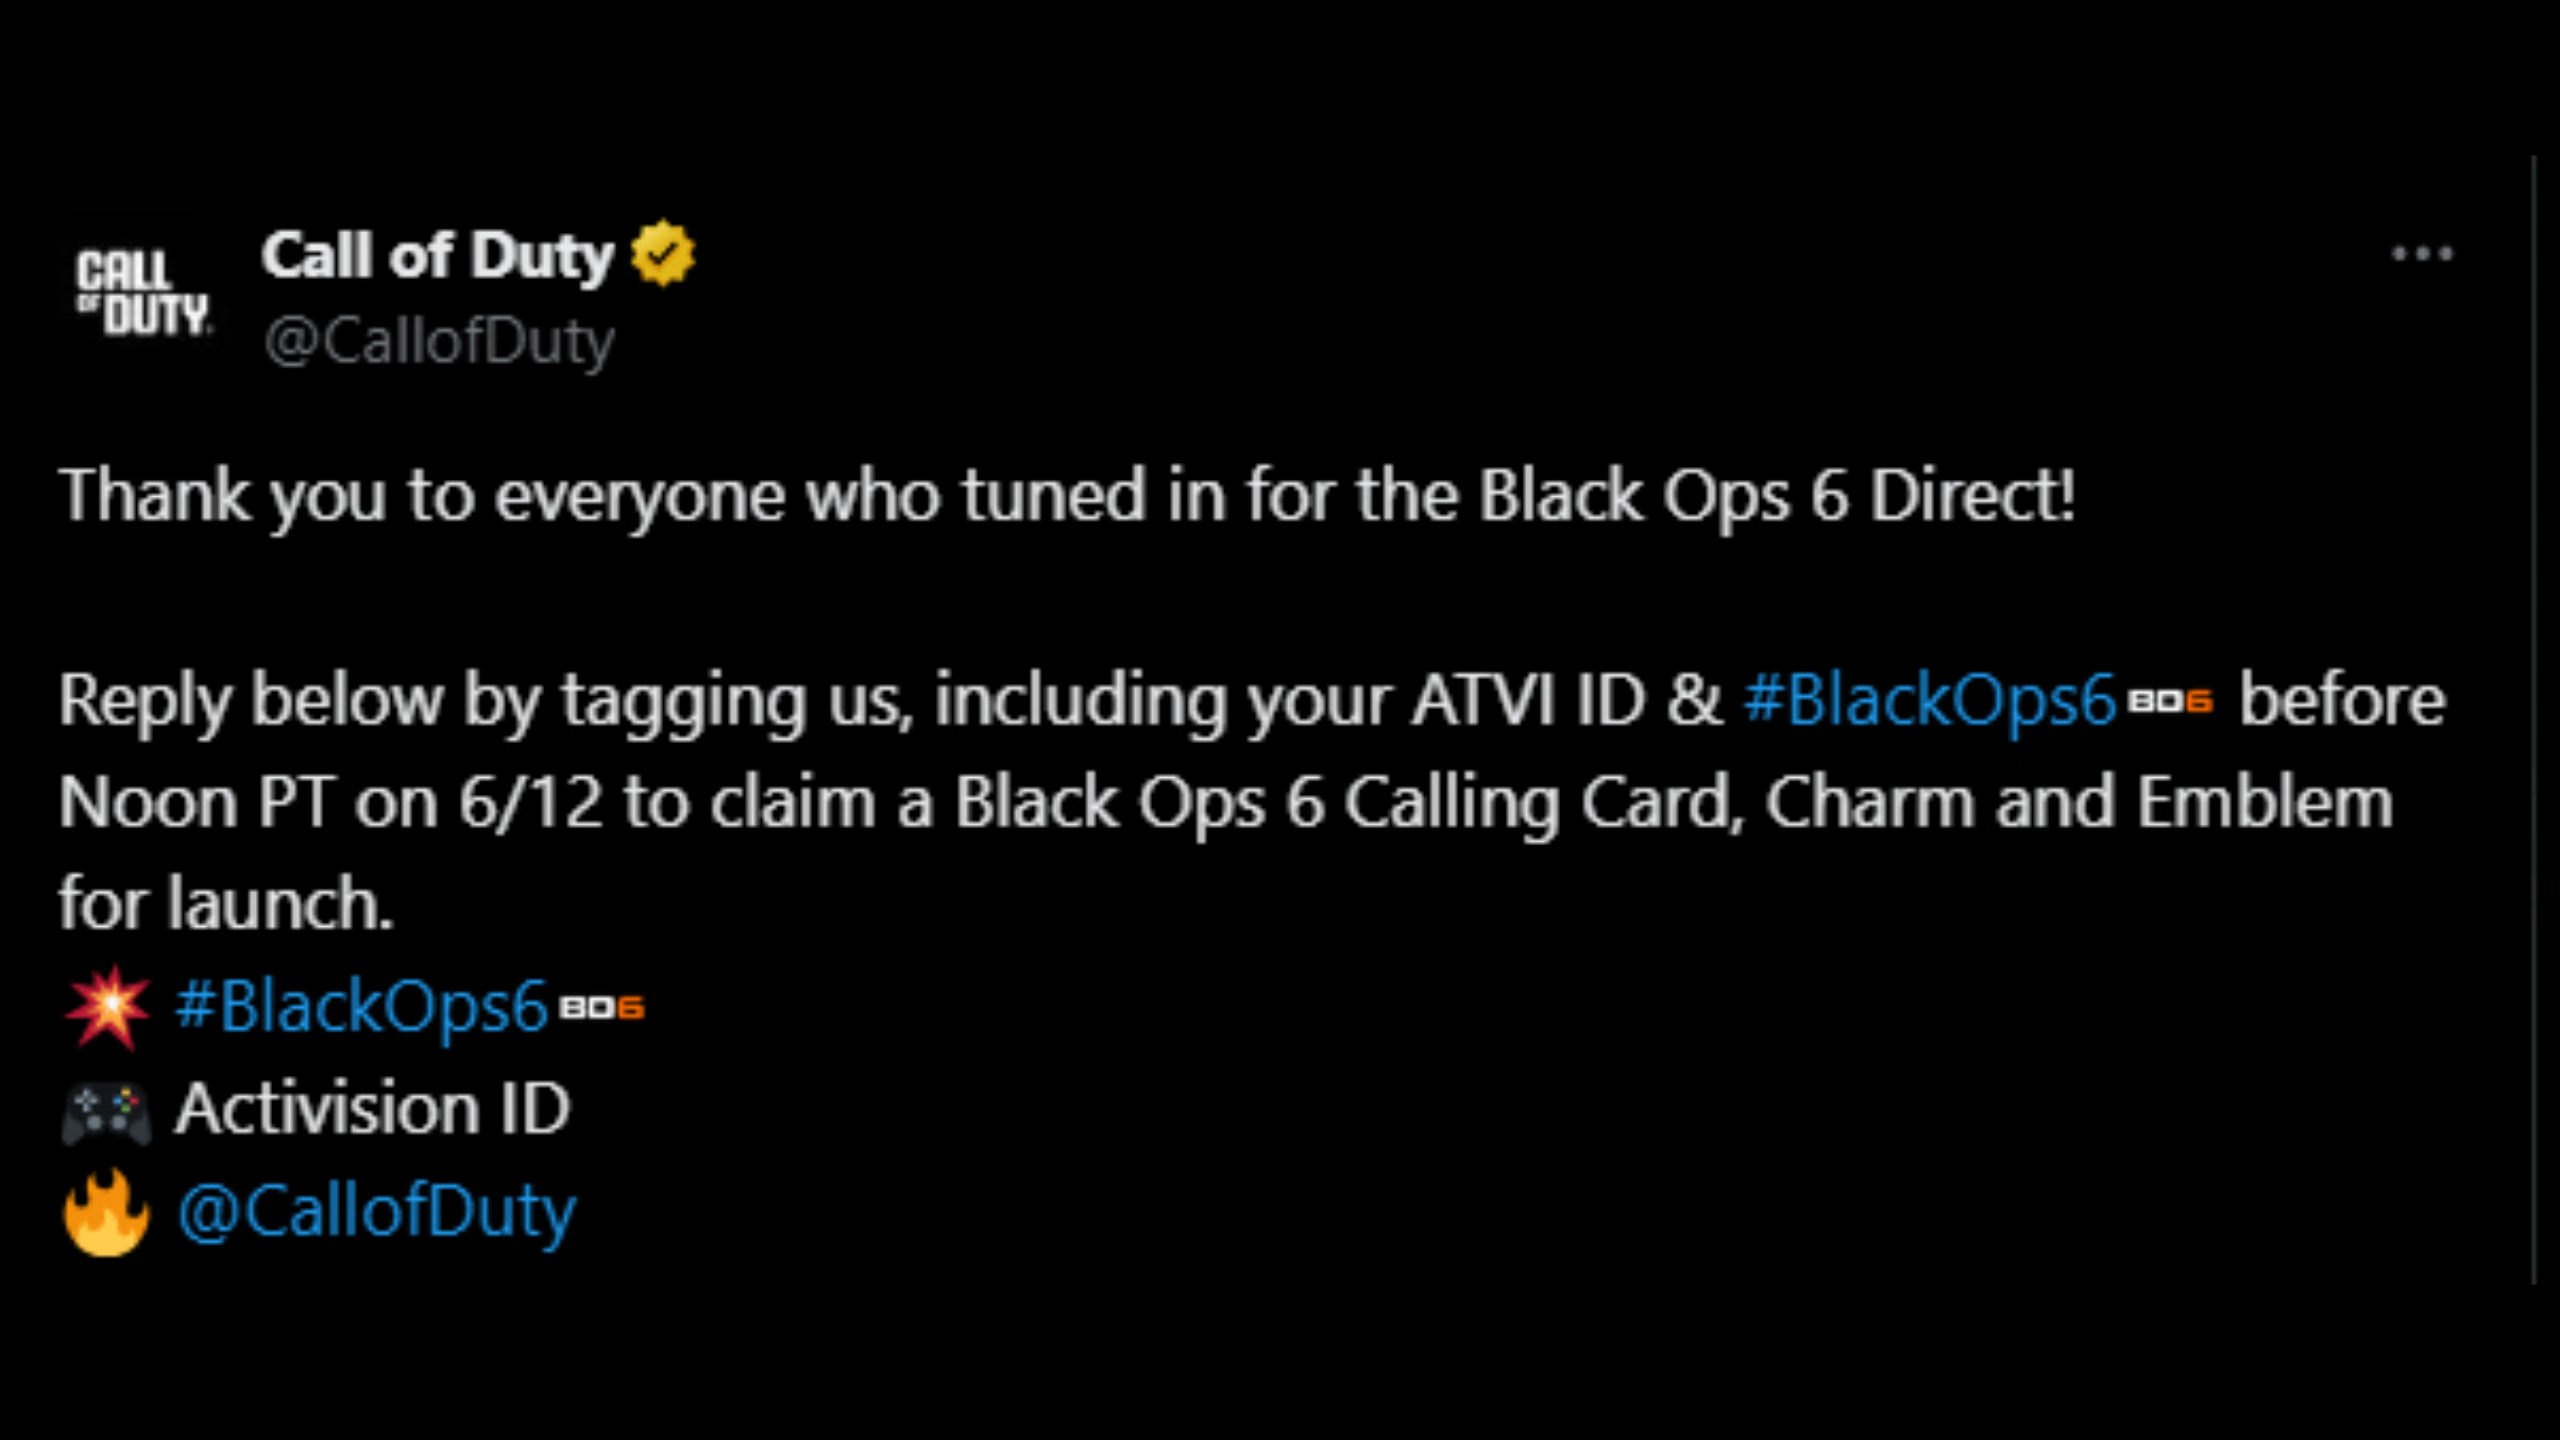 CALL
OF DUTY.
Call of Duty
@CallofDuty
Thank you to everyone who tuned in for the Black Ops 6 Direct!
Reply below by tagging us, including your ATVI ID & #BlackOps6 BO6 before
Noon PT on 6/12 to claim a Black Ops 6 Calling Card, Charm and Emblem
for launch.
💥 #BlackOps6 BO6
🎮 Activision ID
🔥 @CallofDuty